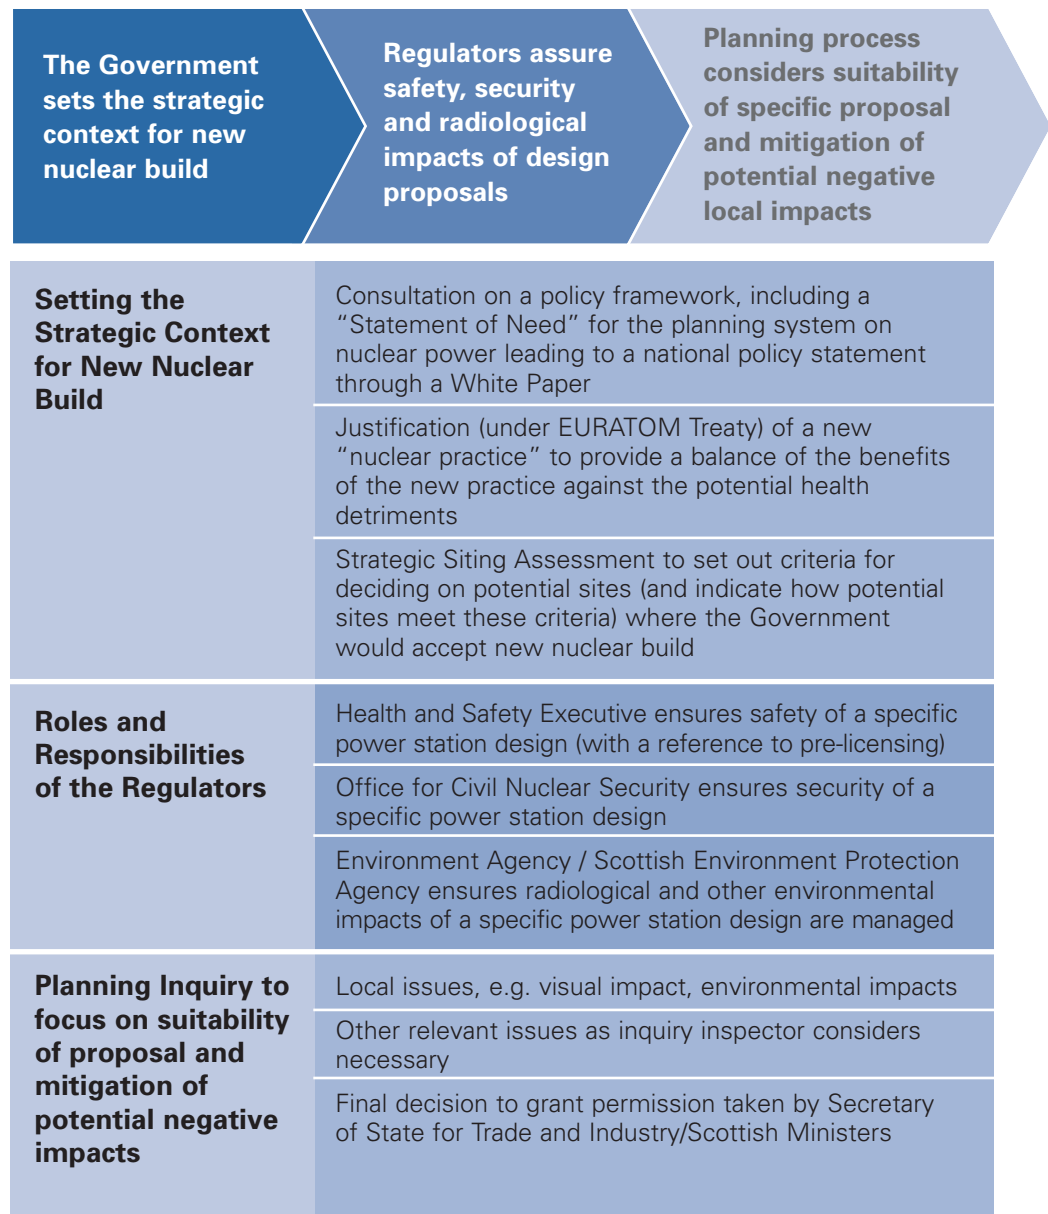 The Government
sets the strategic
context for new
nuclear build
Regulators assure
safety, security
and radiological
impacts of design
proposals
Planning process
considers suitability
of specific proposal
and mitigation of
potential negative
local impacts
Setting the
Strategic Context
for New Nuclear
Build
Consultation on a policy framework, including a
“Statement of Need” for the planning system on
nuclear power leading to a national policy statement
through a White Paper
Justification (under EURATOM Treaty) of a new
“nuclear practice” to provide a balance of the benefits
of the new practice against the potential health
detriments
Strategic Siting Assessment to set out criteria for
deciding on potential sites (and indicate how potential
sites meet these criteria) where the Government
would accept new nuclear build
Roles and
Responsibilities
of the Regulators
Health and Safety Executive ensures safety of a specific
power station design (with a reference to pre-licensing)
Office for Civil Nuclear Security ensures security of a
specific power station design
Environment Agency / Scottish Environment Protection
Agency ensures radiological and other environmental
impacts of a specific power station design are managed
Planning Inquiry to
focus on suitability
of proposal and
mitigation of
potential negative
impacts
Local issues, e.g. visual impact, environmental impacts
Other relevant issues as inquiry inspector considers
necessary
Final decision to grant permission taken by Secretary
of State for Trade and Industry/Scottish Ministers